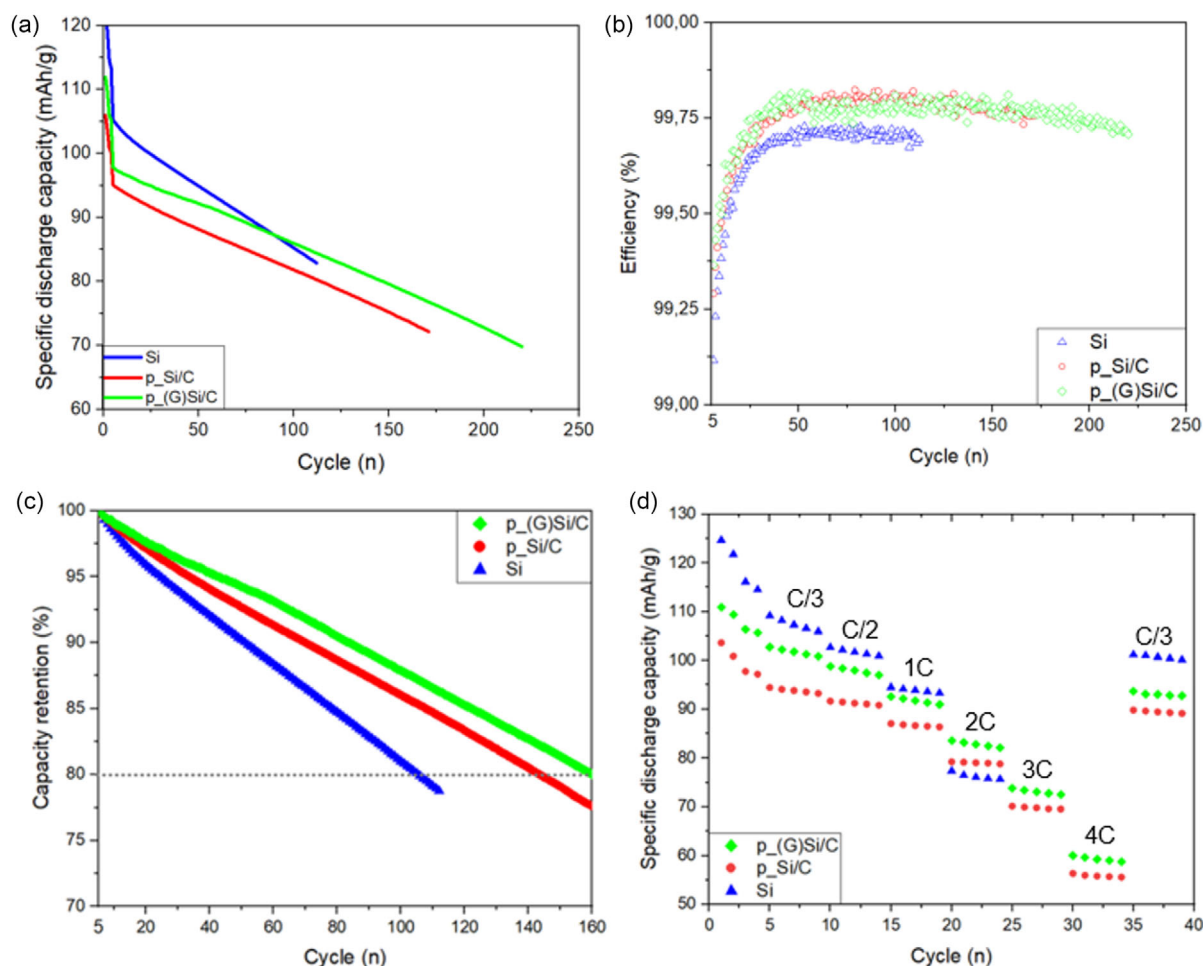 (a)
Specific discharge capacity (mAh/g)
120
110
100
90
80
70
60
Si
p_Si/C
p_(G)Si/C
0
50
100
150
200
250
Cycle (n)
(b)
Efficiency (%)
100,00
99,75
99,50
99,25
99,00
Si
p_Si/C
p_(G)Si/C
5
50
100
150
200
250
Cycle (n)
(c)
Capacity retention (%)
100
95
90
85
80
75
70
p_(G)Si/C
p_Si/C
Si
5
20
40
60
80
100
120
140
160
Cycle (n)
(d)
Specific discharge capacity (mAh/g)
130
120
110
100
90
80
70
60
50
C/3
C/2
1C
2C
3C
4C
C/3
p_(G)Si/C
p_Si/C
Si
0
5
10
15
20
25
30
35
40
Cycle (n)